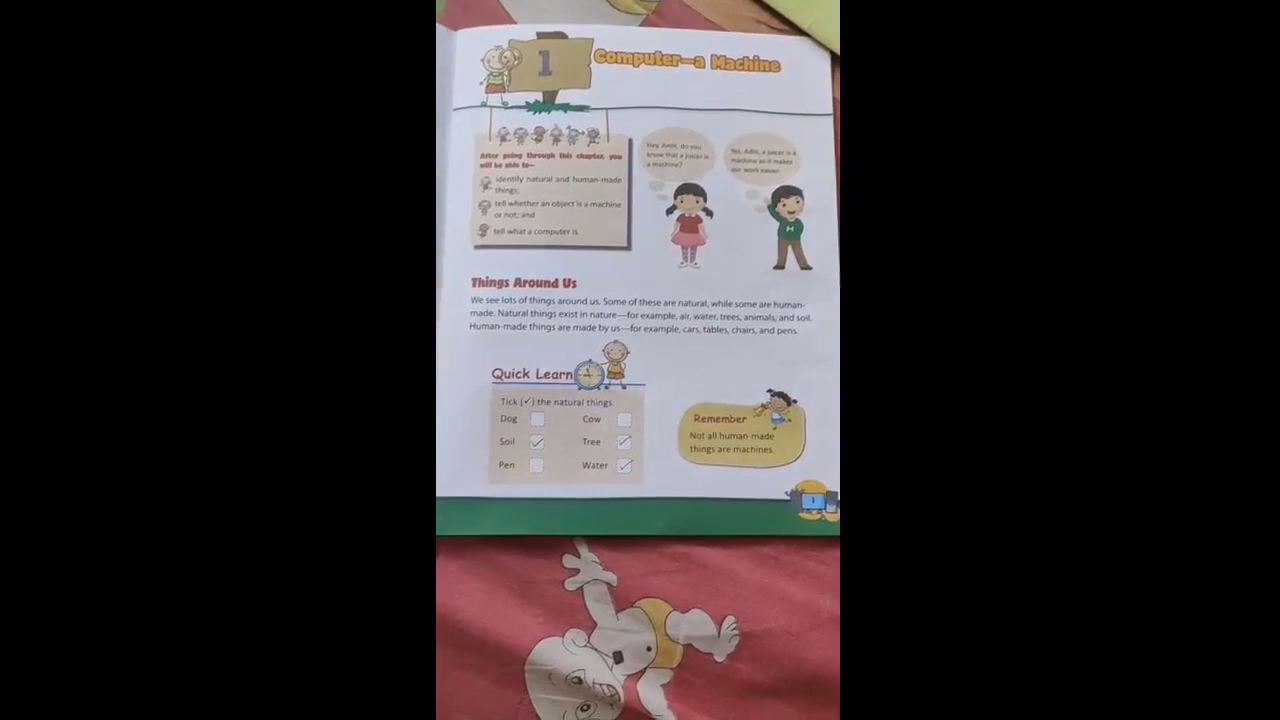 1
Computer—a Machine
After going through this chapter, you
will be able to—
identify natural and human-made
things;
tell whether an object is a machine
or not; and
tell what a computer is.
Hey, Amit, do you
know that a juicer is
a machine?
Yes, Aditi, a juicer is a
machine as it makes
our work easier.
H
Things Around Us
We see lots of things around us. Some of these are natural, while some are human-
made. Natural things exist in nature—for example, air, water, trees, animals, and soil.
Human-made things are made by us—for example, cars, tables, chairs, and pens.
Quick Learn
Tick (✓) the natural things.
Dog Cow
Soil ✓ Tree ✓
Pen Water ✓
Remember
Not all human-made
things are machines.
1